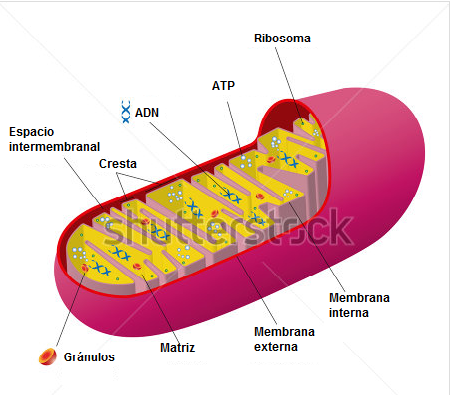 Ribosoma
ATP
ADN
Espacio
intermembranal
Cresta
shutterstock
Membrana
interna
Membrana
externa
Matriz
Gránulos